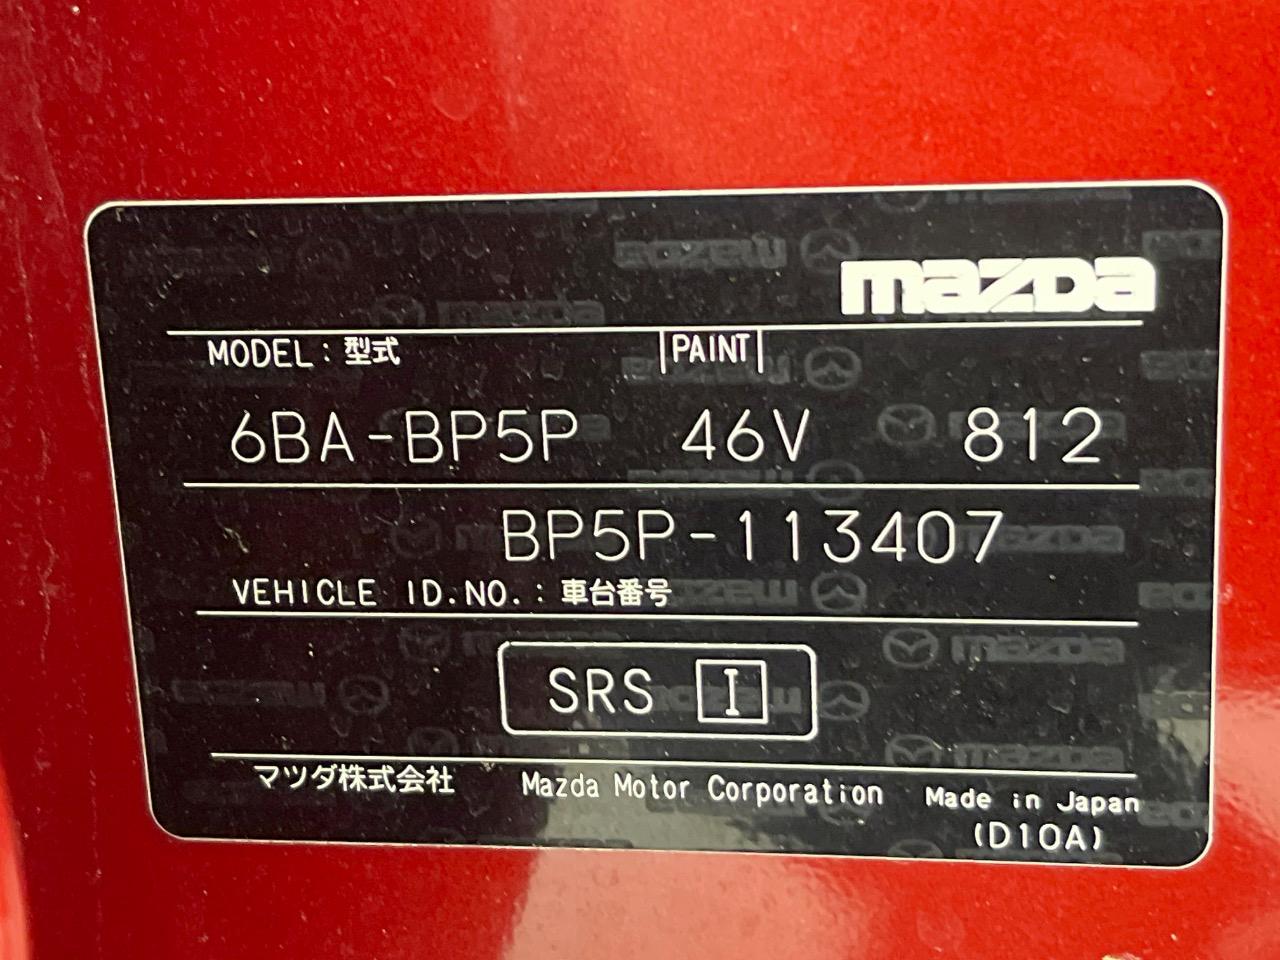 mazda
MODEL : 型式 PAINT
6BA-BP5P 46V 812
BP5P-113407
VEHICLE ID.NO. : 車台番号
SRS I
マツダ株式会社 Mazda Motor Corporation Made in Japan
(D10A)